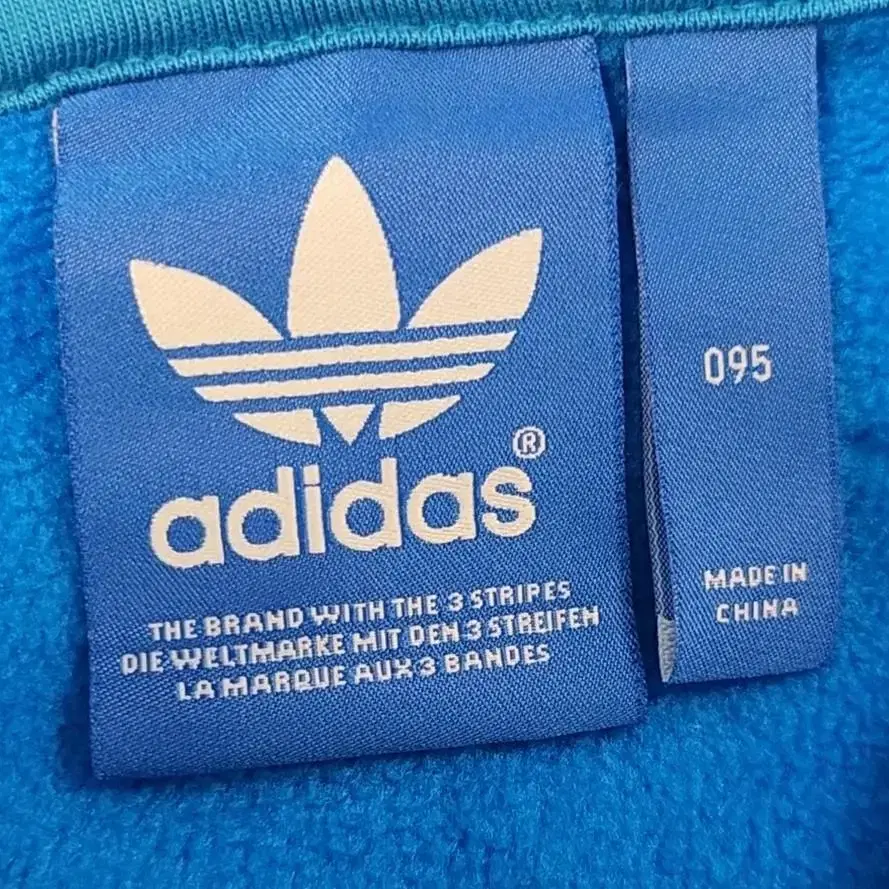 adidas®
THE BRAND WITH THE 3 STRIPES
DIE WELTMARKE MIT DEN 3 STREIFEN
LA MARQUE AUX 3 BANDES
095
MADE IN
CHINA